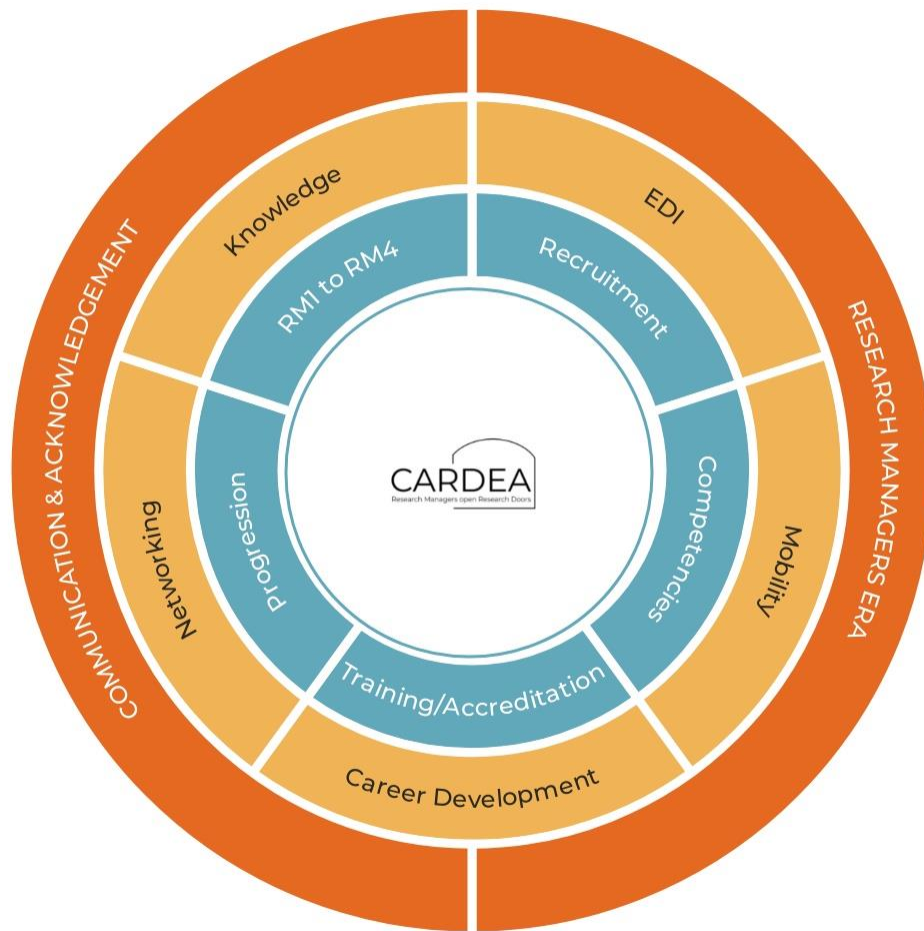 COMMUNICATION & ACKNOWLEDGEMENT
RESEARCH MANAGERS ERA
Knowledge
EDI
Mobility
Career Development
Networking
RM1 to RM4
Recruitment
Competencies
Training/Accreditation
Progression
CARDEA
Research Managers open Research Doors